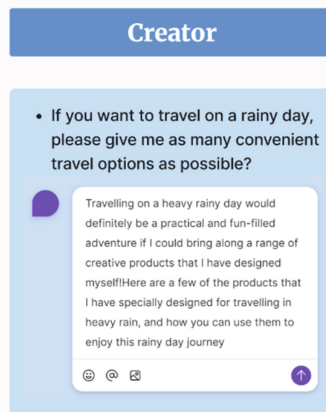 Creator
• If you want to travel on a rainy day,
please give me as many convenient
travel options as possible?
Travelling on a heavy rainy day would
definitely be a practical and fun-filled
adventure if I could bring along a range of
creative products that I have designed
myself!Here are a few of the products that
I have specially designed for travelling in
heavy rain, and how you can use them to
enjoy this rainy day journey